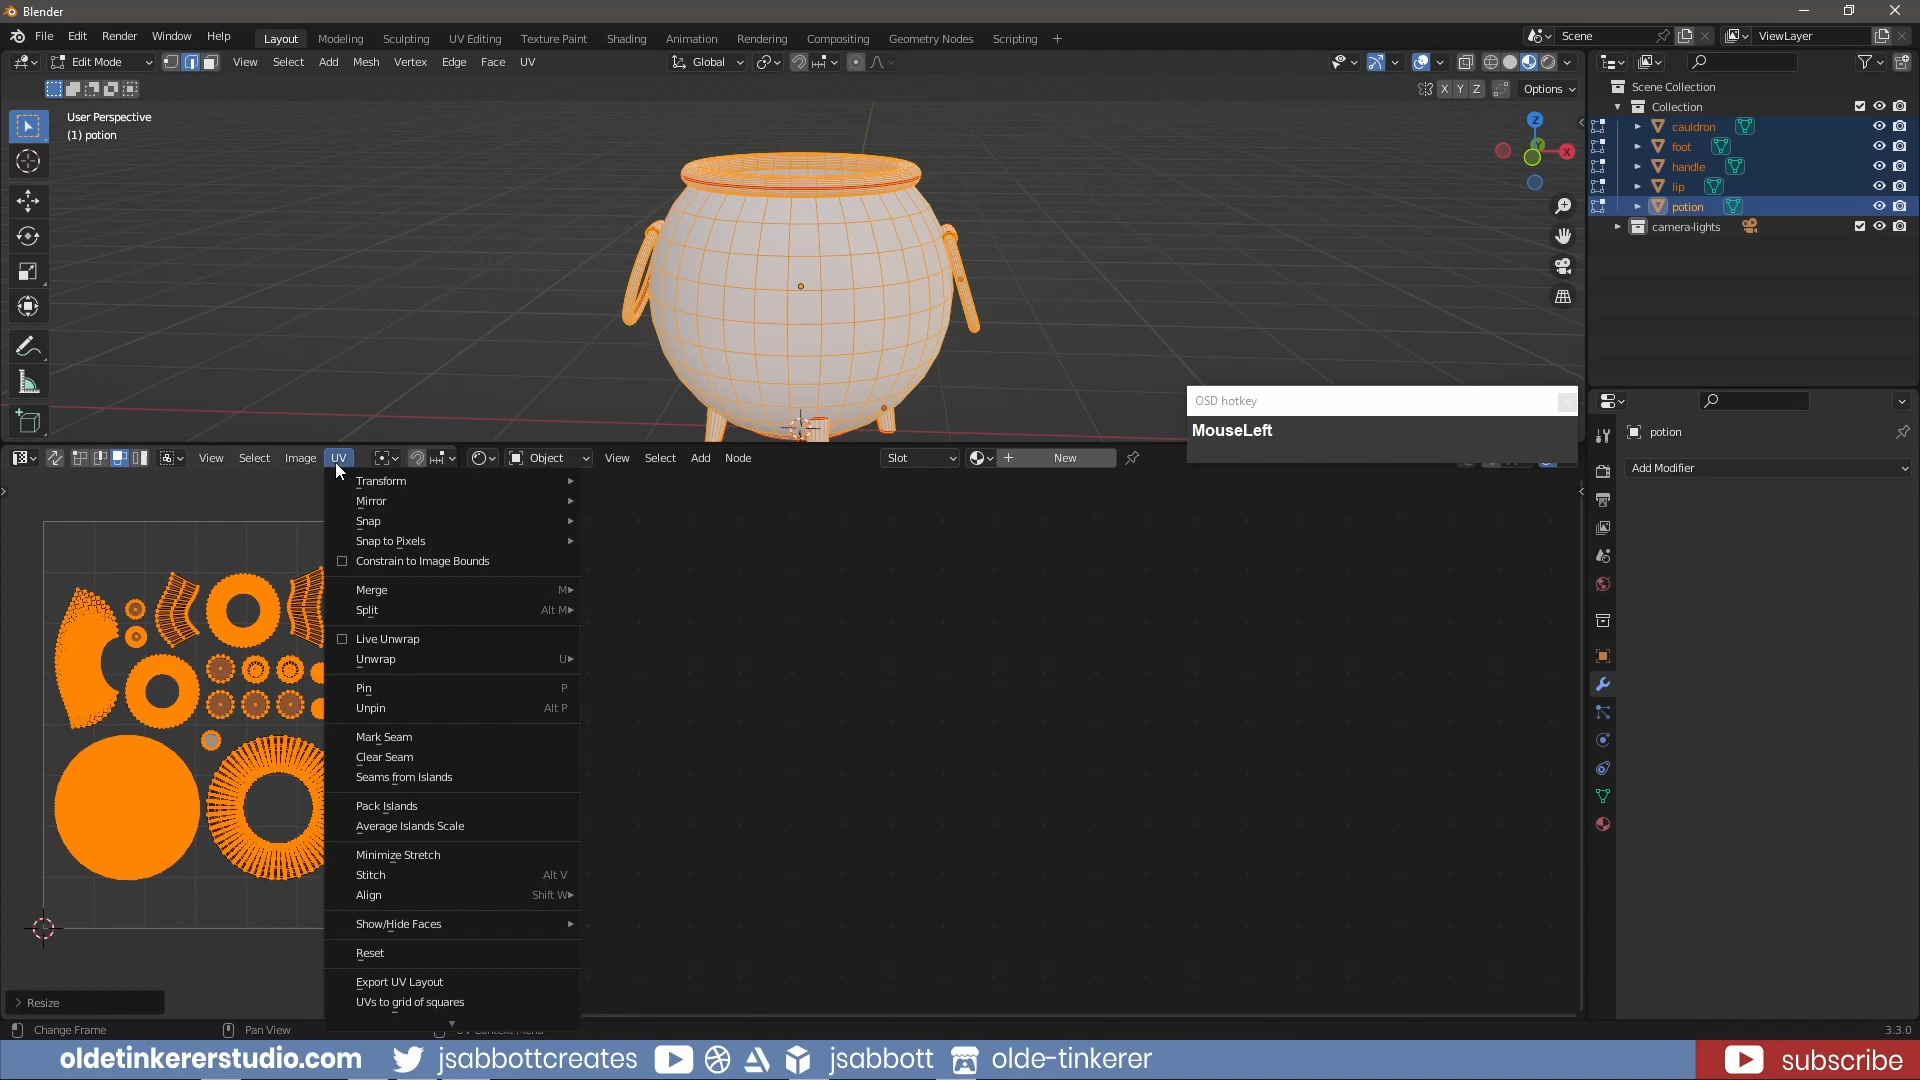 Blender
File Edit Render Window Help
Layout Modeling Sculpting UV Editing Texture Paint Shading Animation Rendering Compositing Geometry Nodes Scripting +
Scene
ViewLayer
Edit Mode View Select Add Mesh Vertex Edge Face UV
Global
X Y Z Options
User Perspective
(1) potion
Z
Y
X
Scene Collection
Collection
cauldron
foot
handle
lip
potion
camera-lights
OSD hotkey
MouseLeft
potion
Add Modifier
View Select Image UV Object View Select Add Node Slot New
Transform
Mirror
Snap
Snap to Pixels
Constrain to Image Bounds
Merge M
Split Alt M
Live Unwrap
Unwrap U
Pin P
Unpin Alt P
Mark Seam
Clear Seam
Seams from Islands
Pack Islands
Average Islands Scale
Minimize Stretch
Stitch Alt V
Align Shift W
Show/Hide Faces
Reset
Export UV Layout
UVs to grid of squares
Resize
Change Frame Pan View UV Context Menu 3.3.0
oldetinkererstudio.com jsabbottcreates jsabbott olde-tinkerer subscribe